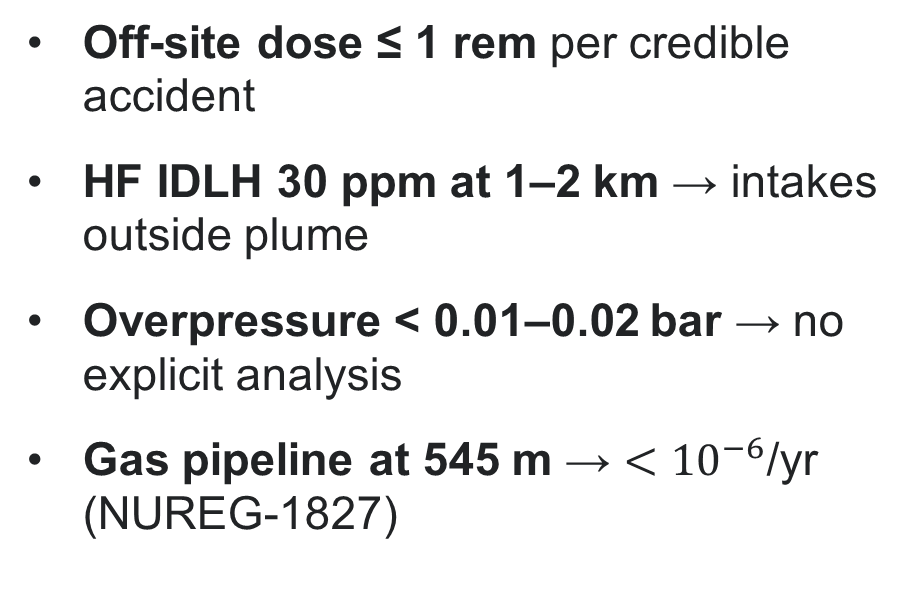 • Off-site dose ≤ 1 rem per credible
accident
• HF IDLH 30 ppm at 1–2 km → intakes
outside plume
• Overpressure < 0.01–0.02 bar → no
explicit analysis
• Gas pipeline at 545 m → < 10⁻⁶/yr
(NUREG-1827)